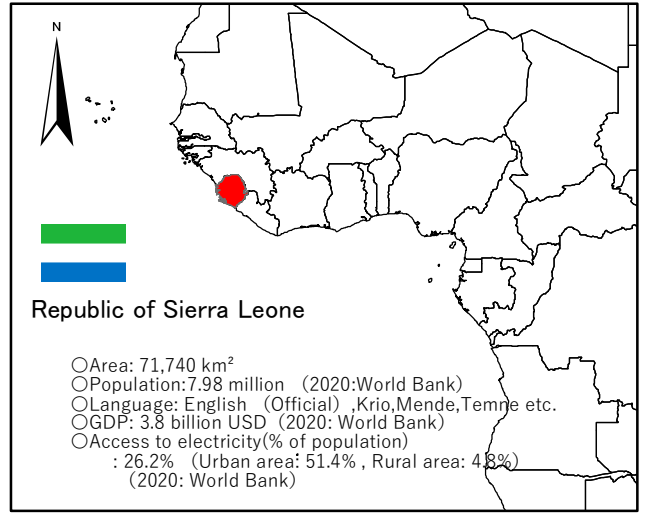 N
Republic of Sierra Leone
○Area: 71,740 km²
○Population:7.98 million （2020:World Bank）
○Language: English （Official）,Krio,Mende,Temne etc.
○GDP: 3.8 billion USD（2020: World Bank）
○Access to electricity(% of population)
: 26.2% （Urban area: 51.4% , Rural area: 4.8%）
（2020: World Bank）